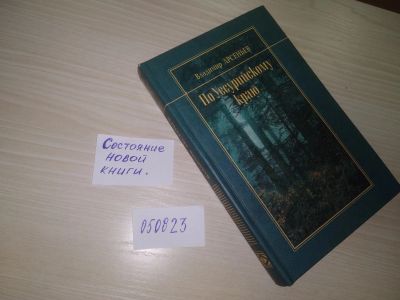 Владимир АРСЕНЬЕВ
По Уссурийскому
краю
Состояние
новой
книги.
050823